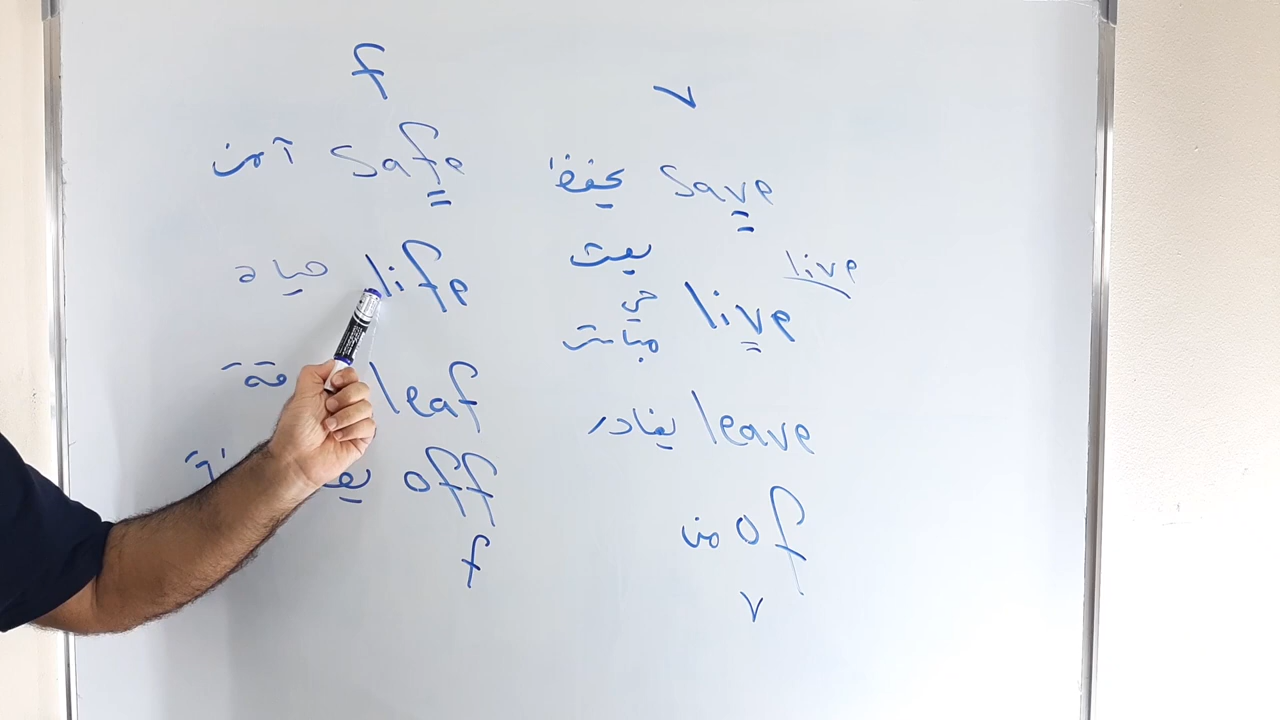 f
v
safe آمن
save يحفظ
life حياة
live يعيش
حي
مباشر
live
leaf
leave يغادر
off
of من
f
v